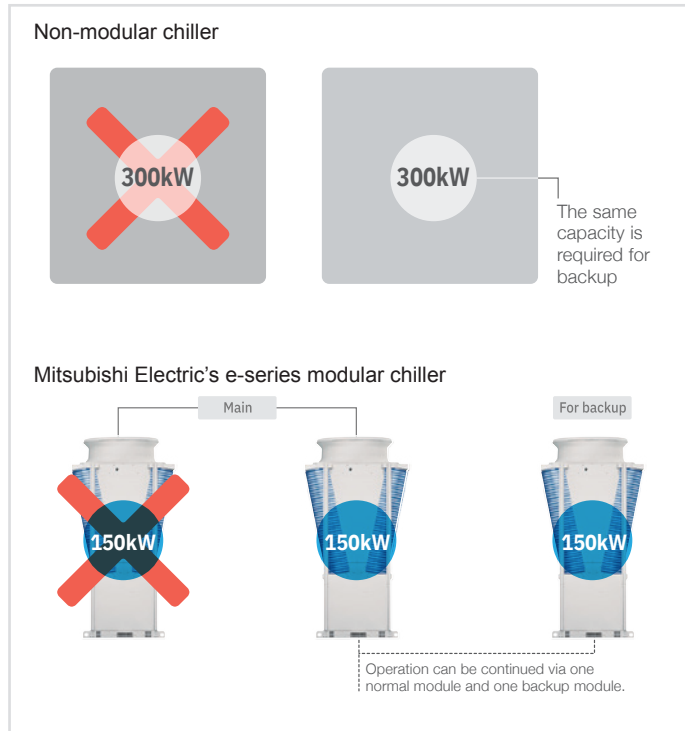 Non-modular chiller
300kW
300kW
The same
capacity is
required for
backup
Mitsubishi Electric's e-series modular chiller
Main
For backup
150kW
150kW
150kW
Operation can be continued via one
normal module and one backup module.